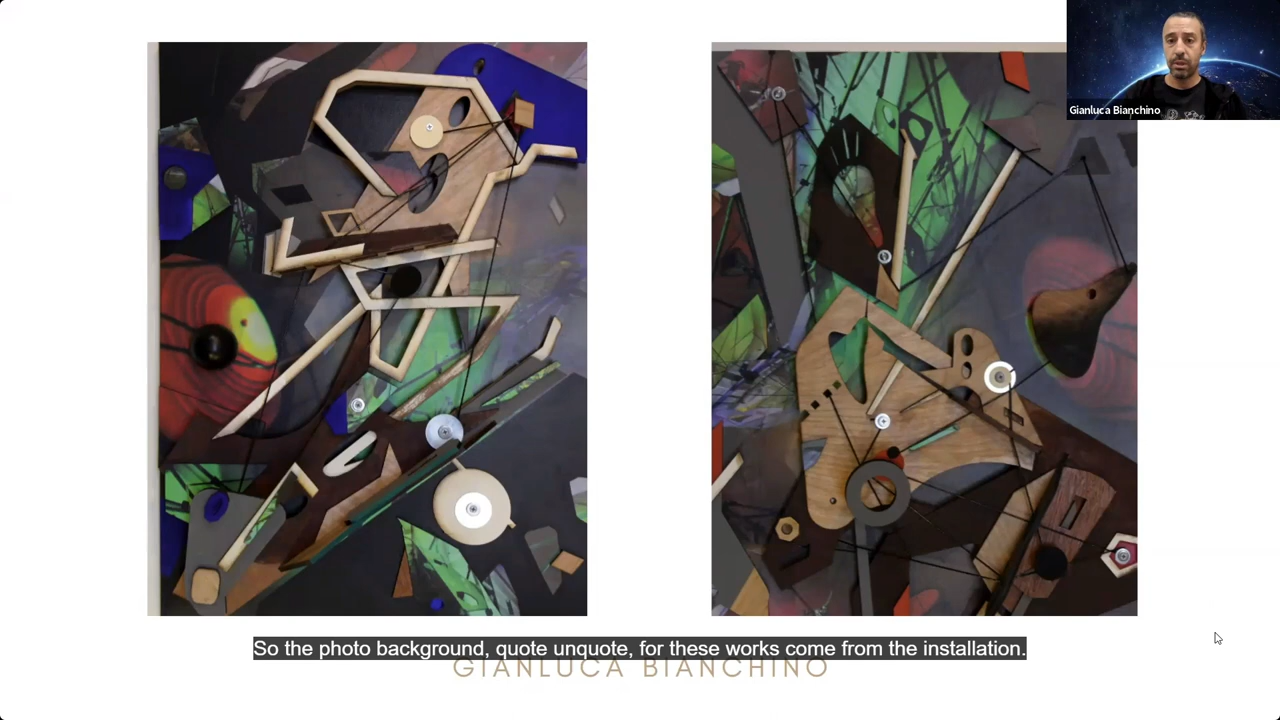 Gianluca Bianchino
So the photo background, quote unquote, for these works come from the installation.
GIANLUCA BIANCHINO